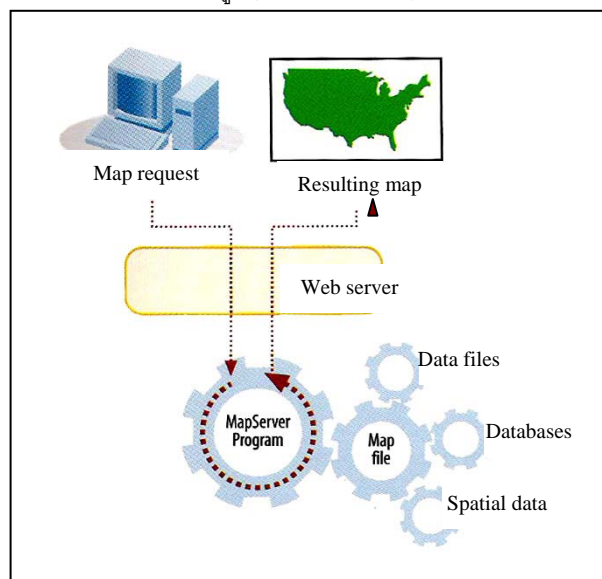 Map request
Resulting map
Web server
Data files
MapServer
Program
Map
file
Databases
Spatial data